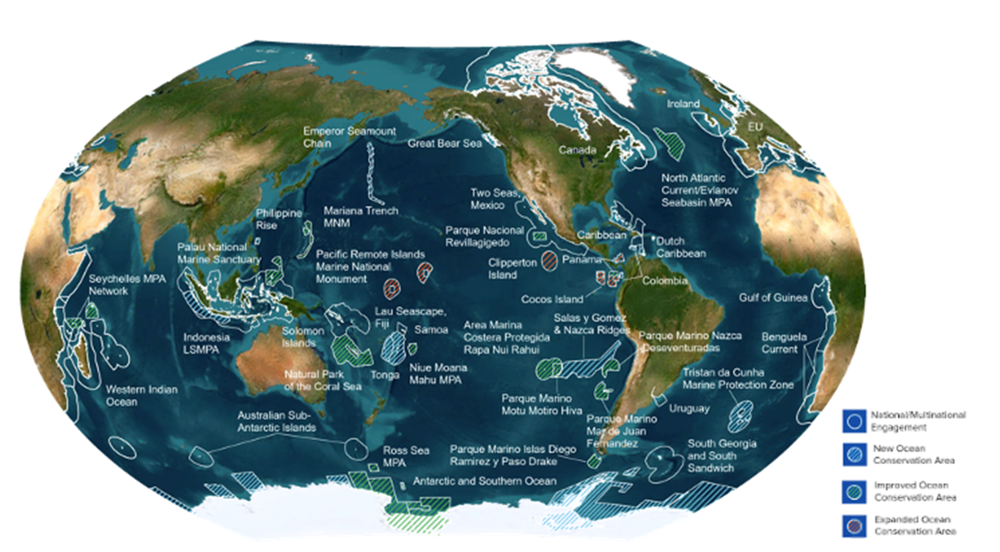 Ireland
EU
Emperor Seamount
Chain
Great Bear Sea
Canada
North Atlantic
Current/Evlanov
Seabasin MPA
Two Seas,
Mexico
Mariana Trench
MNM
Philippine
Rise
Parque Nacional
Revillagigedo
Caribbean
Dutch
Caribbean
Palau National
Marine Sanctuary
Pacific Remote Islands
Marine National
Monument
Clipperton
Island
Panama
Colombia
Seychelles MPA
Network
Cocos Island
Gulf of Guinea
Lau Seascape,
Fiji
Samoa
Solomon
Islands
Indonesia
LSMPA
Area Marina
Costera Protegida
Rapa Nui Rahui
Salas y Gomez
& Nazca Ridges
Parque Marino Nazca
Deseventuradas
Benguela
Current
Natural Park
of the Coral Sea
Tonga
Niue Moana
Mahu MPA
Tristan da Cunha
Marine Protection Zone
Western Indian
Ocean
Parque Marino
Motu Motiro Hiva
Uruguay
Australian Sub-
Antarctic Islands
Parque Marino
Mar de Juan
Fernandez
Ross Sea
MPA
Parque Marino Islas Diego
Ramirez y Paso Drake
South Georgia
and South
Sandwich
Antarctic and Southern Ocean
National/Multinational
Engagement
New Ocean
Conservation Area
Improved Ocean
Conservation Area
Expanded Ocean
Conservation Area